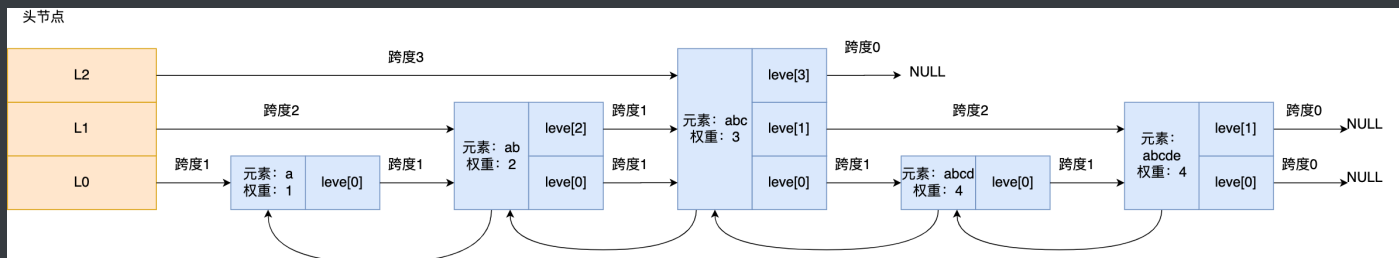 头节点
L2
跨度3
leve[3]
跨度0
NULL
L1
跨度2
元素：ab
权重：2
leve[2]
跨度1
元素：abc
权重：3
leve[1]
跨度2
元素：
abcde
权重：4
leve[1]
跨度0
NULL
L0
跨度1
元素：a
权重：1
leve[0]
跨度1
leve[0]
跨度1
leve[0]
跨度1
元素：abcd
权重：4
leve[0]
跨度1
leve[0]
跨度0
NULL